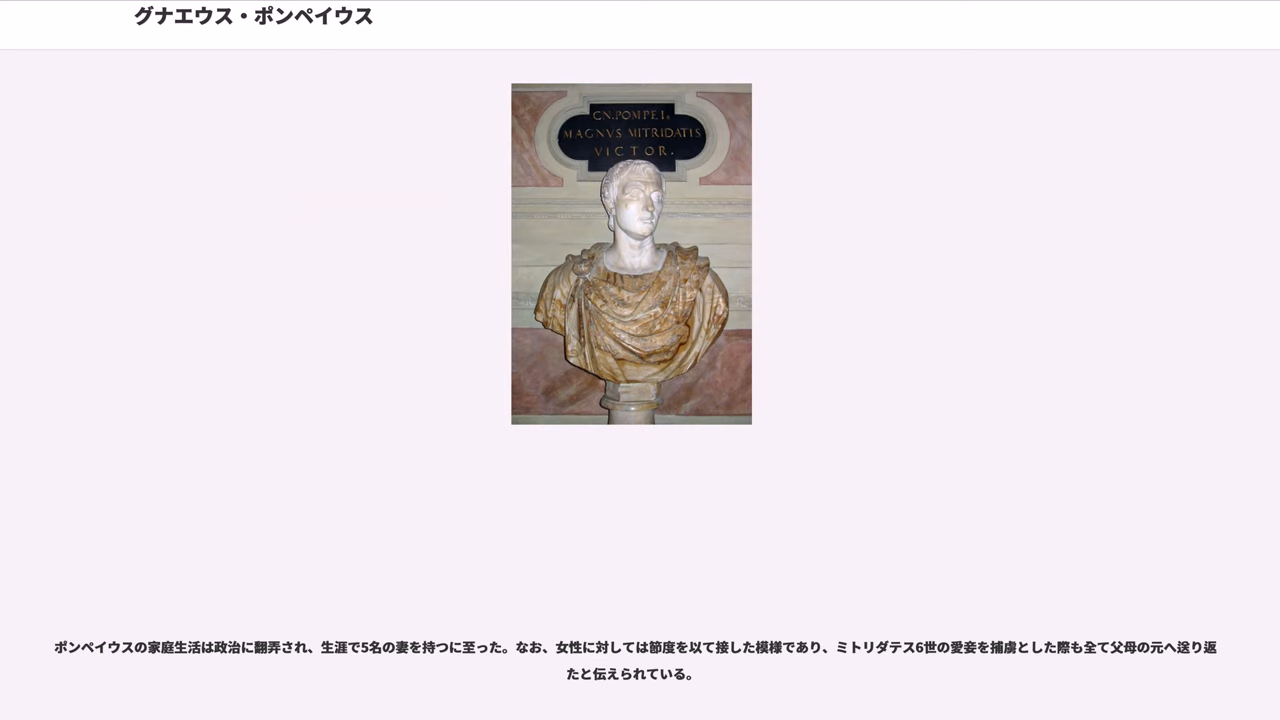 グナエウス・ポンペイウス
CN.POMPEI.
MAGNVS MITRIDATIS
VICTOR.
ポンペイウスの家庭生活は政治に翻弄され、生涯で5名の妻を持つに至った。なお、女性に対しては節度を以て接した模様であり、ミトリダテス6世の愛妾を捕虜とした際も全て父母の元へ送り返
たと伝えられている。